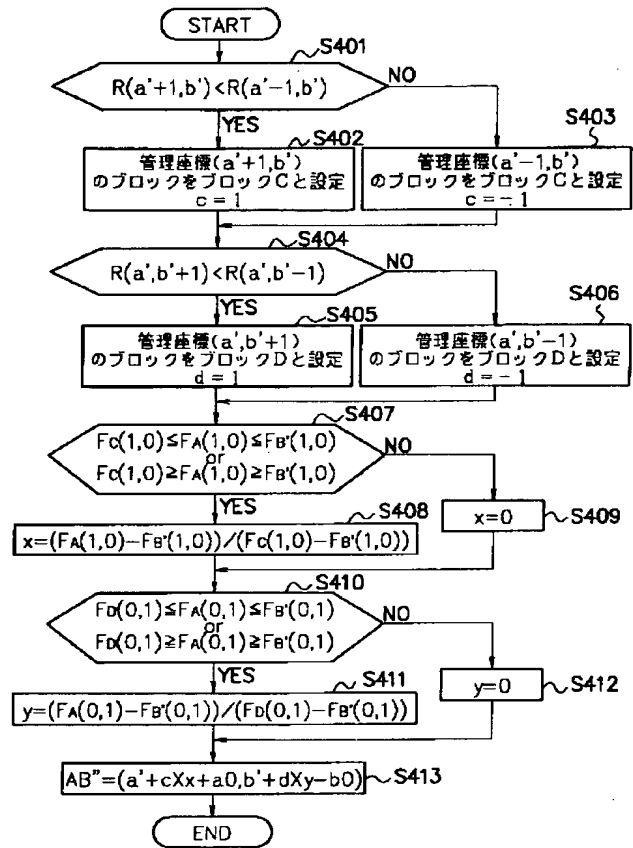 START
S401
R(a'+1,b')<R(a'−1,b')
NO
YES
S402
管理座標(a'+1,b')
のブロックをブロックCと設定
c=1
S403
管理座標(a'−1,b')
のブロックをブロックCと設定
c=−1
S404
R(a',b'+1)<R(a',b'−1)
NO
YES
S405
管理座標(a',b'+1)
のブロックをブロックDと設定
d=1
S406
管理座標(a',b'−1)
のブロックをブロックDと設定
d=−1
S407
FC(1,0)≦FA(1,0)≦FB'(1,0)
or
FC(1,0)≧FA(1,0)≧FB'(1,0)
NO
YES
S408
x=(FA(1,0)−FB'(1,0))/(FC(1,0)−FB'(1,0))
x=0
S409
S410
FD(0,1)≦FA(0,1)≦FB'(0,1)
or
FD(0,1)≧FA(0,1)≧FB'(0,1)
NO
YES
S411
y=(FA(0,1)−FB'(0,1))/(FD(0,1)−FB'(0,1))
y=0
S412
AB"=(a'+cXx+a0,b'+dXy−b0)
S413
END